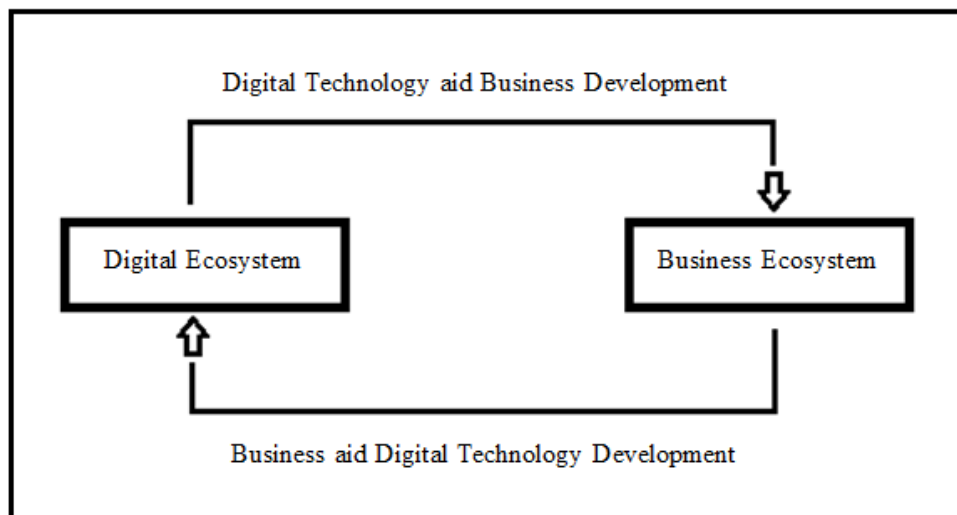 Digital Technology aid Business Development
Digital Ecosystem
Business Ecosystem
Business aid Digital Technology Development